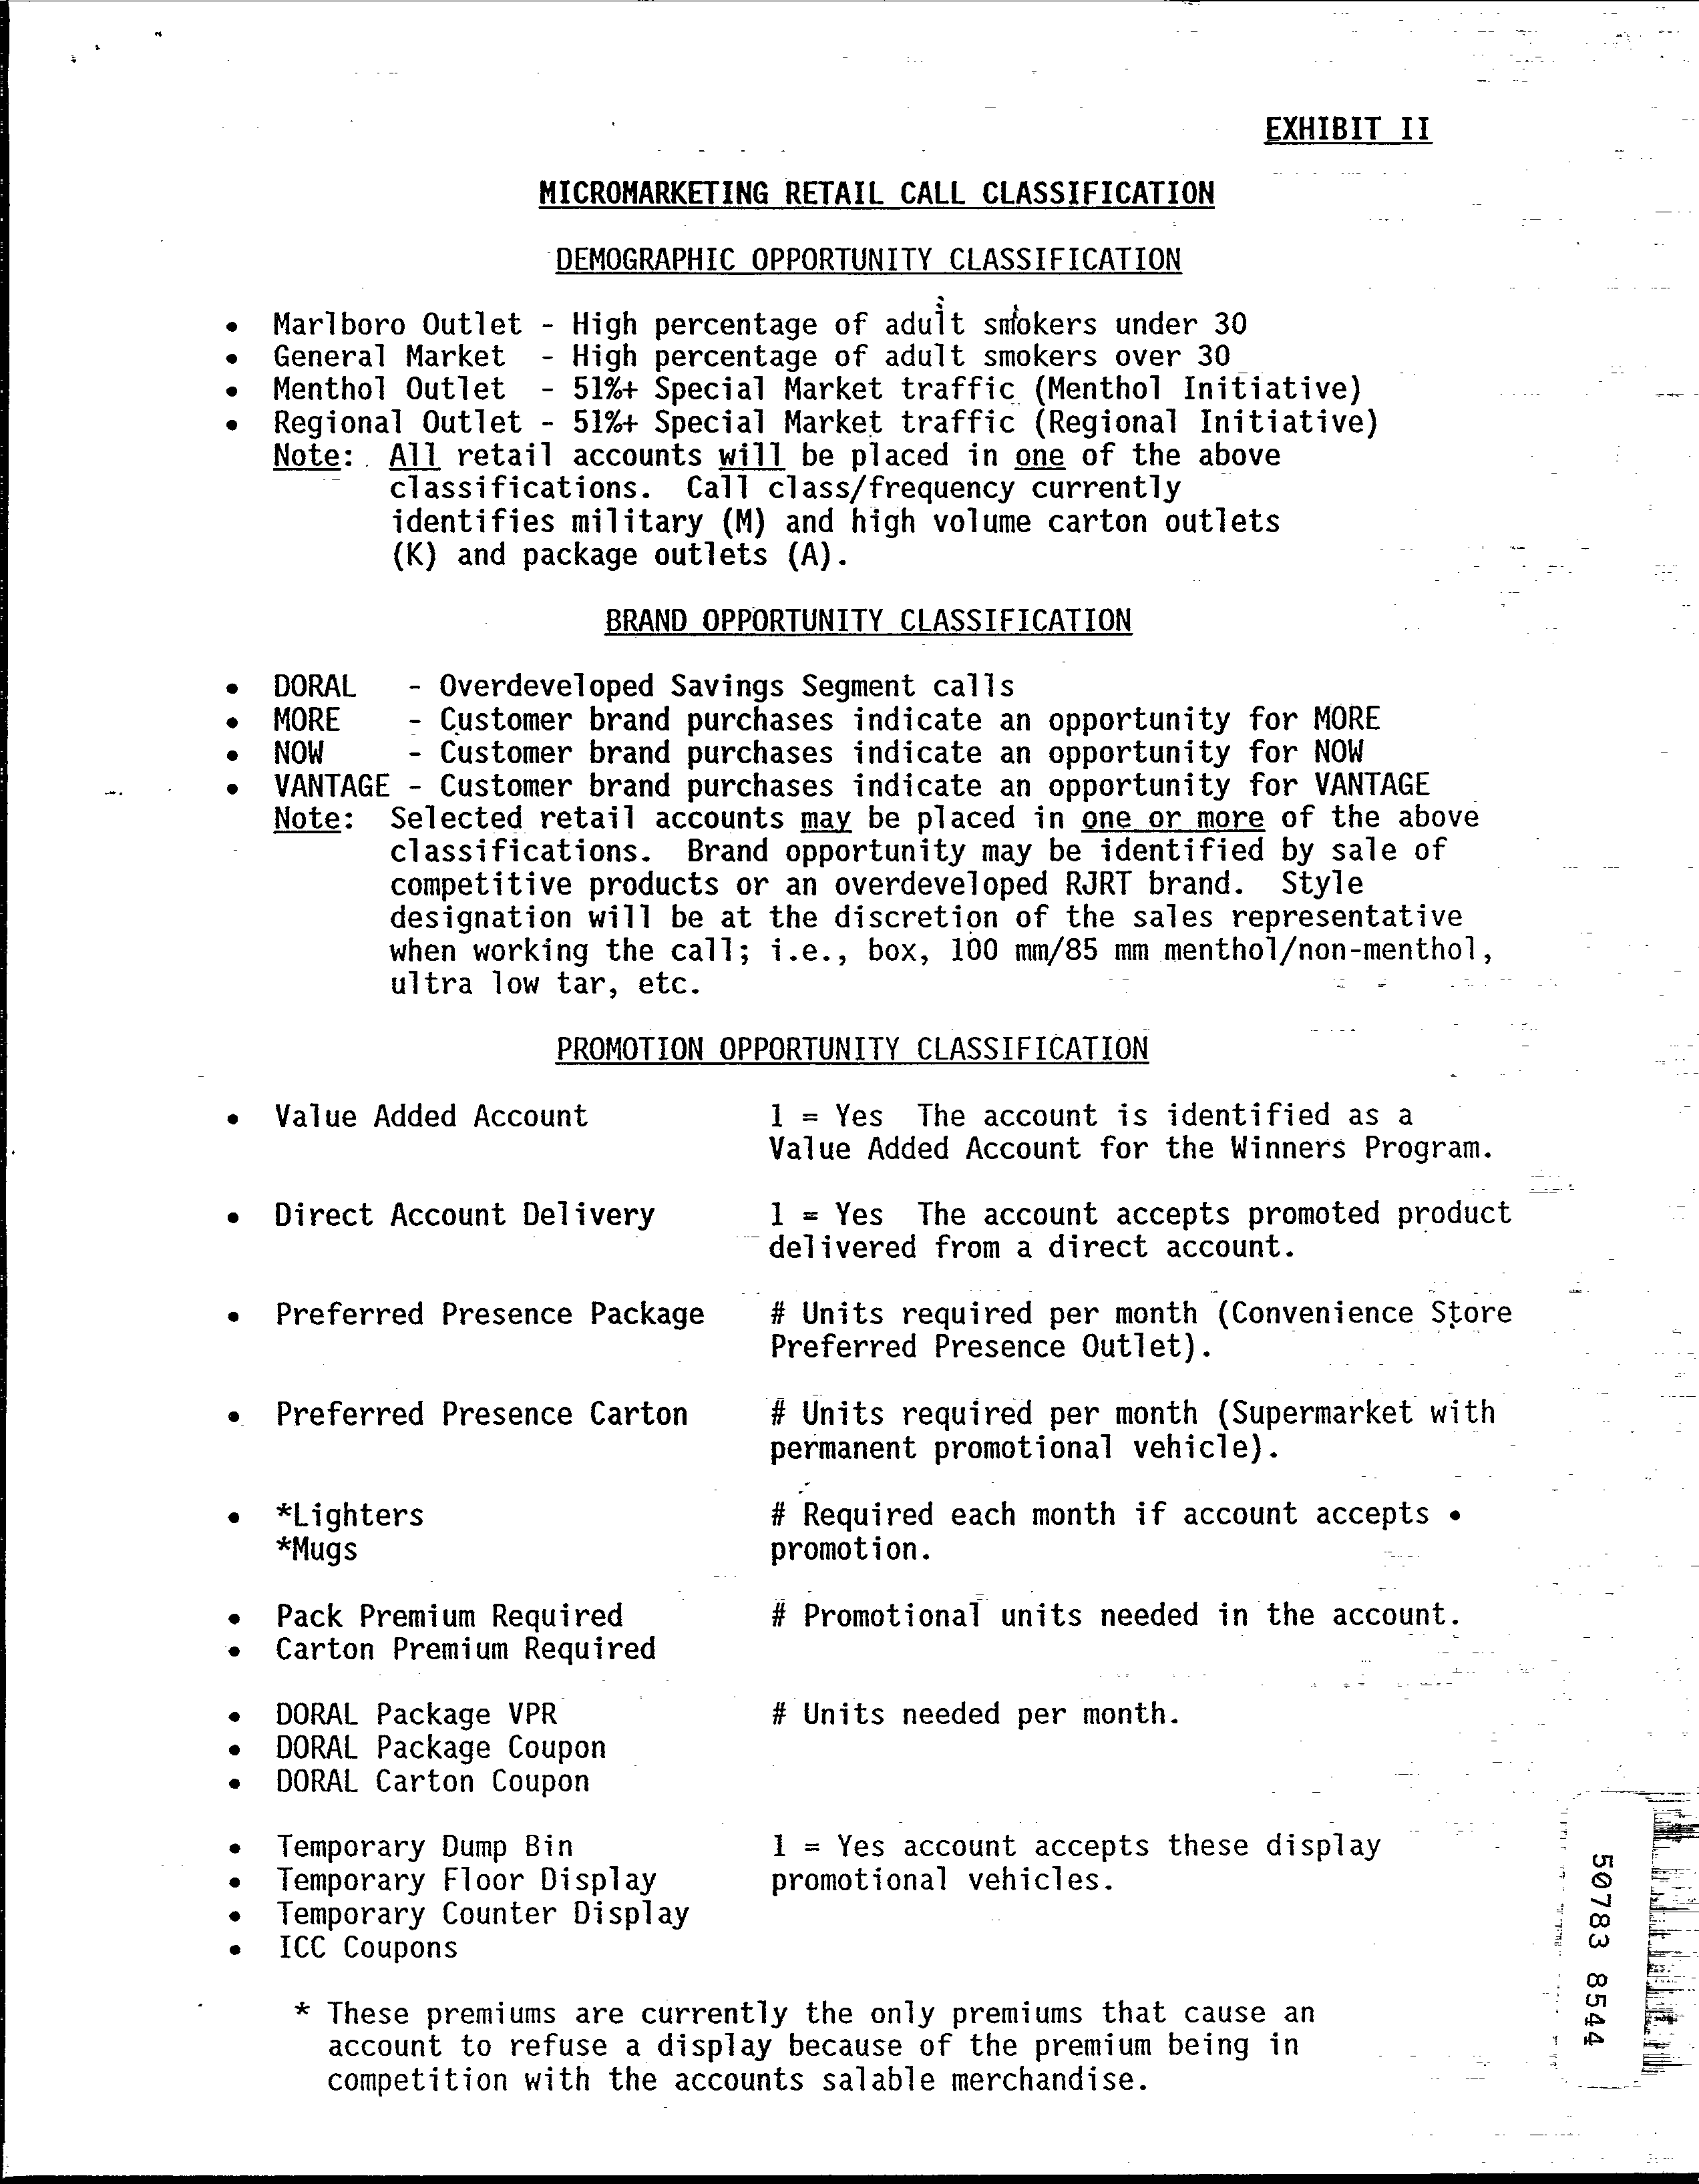 EXHIBIT II
MICROMARKETING RETAIL CALL CLASSIFICATION
DEMOGRAPHIC OPPORTUNITY CLASSIFICATION
• Marlboro Outlet - High percentage of adult smokers under 30
• General Market - High percentage of adult smokers over 30
• Menthol Outlet - 51%+ Special Market traffic (Menthol Initiative)
• Regional Outlet - 51%+ Special Market traffic (Regional Initiative)
Note: All retail accounts will be placed in one of the above
classifications. Call class/frequency currently
identifies military (M) and high volume carton outlets
(K) and package outlets (A).
BRAND OPPORTUNITY CLASSIFICATION
• DORAL - Overdeveloped Savings Segment calls
• MORE - Customer brand purchases indicate an opportunity for MORE
• NOW - Customer brand purchases indicate an opportunity for NOW
• VANTAGE - Customer brand purchases indicate an opportunity for VANTAGE
Note: Selected retail accounts may be placed in one or more of the above
classifications. Brand opportunity may be identified by sale of
competitive products or an overdeveloped RJRT brand. Style
designation will be at the discretion of the sales representative
when working the call; i.e., box, 100 mm/85 mm menthol/non-menthol,
ultra low tar, etc.
PROMOTION OPPORTUNITY CLASSIFICATION
• Value Added Account 1 = Yes The account is identified as a
Value Added Account for the Winners Program.
• Direct Account Delivery 1 = Yes The account accepts promoted product
delivered from a direct account.
• Preferred Presence Package # Units required per month (Convenience Store
Preferred Presence Outlet).
• Preferred Presence Carton # Units required per month (Supermarket with
permanent promotional vehicle).
• *Lighters # Required each month if account accepts •
*Mugs promotion.
• Pack Premium Required # Promotional units needed in the account.
• Carton Premium Required
• DORAL Package VPR # Units needed per month.
• DORAL Package Coupon
• DORAL Carton Coupon
• Temporary Dump Bin 1 = Yes account accepts these display
• Temporary Floor Display promotional vehicles.
• Temporary Counter Display
• ICC Coupons
* These premiums are currently the only premiums that cause an
account to refuse a display because of the premium being in
competition with the accounts salable merchandise.
50783 8544